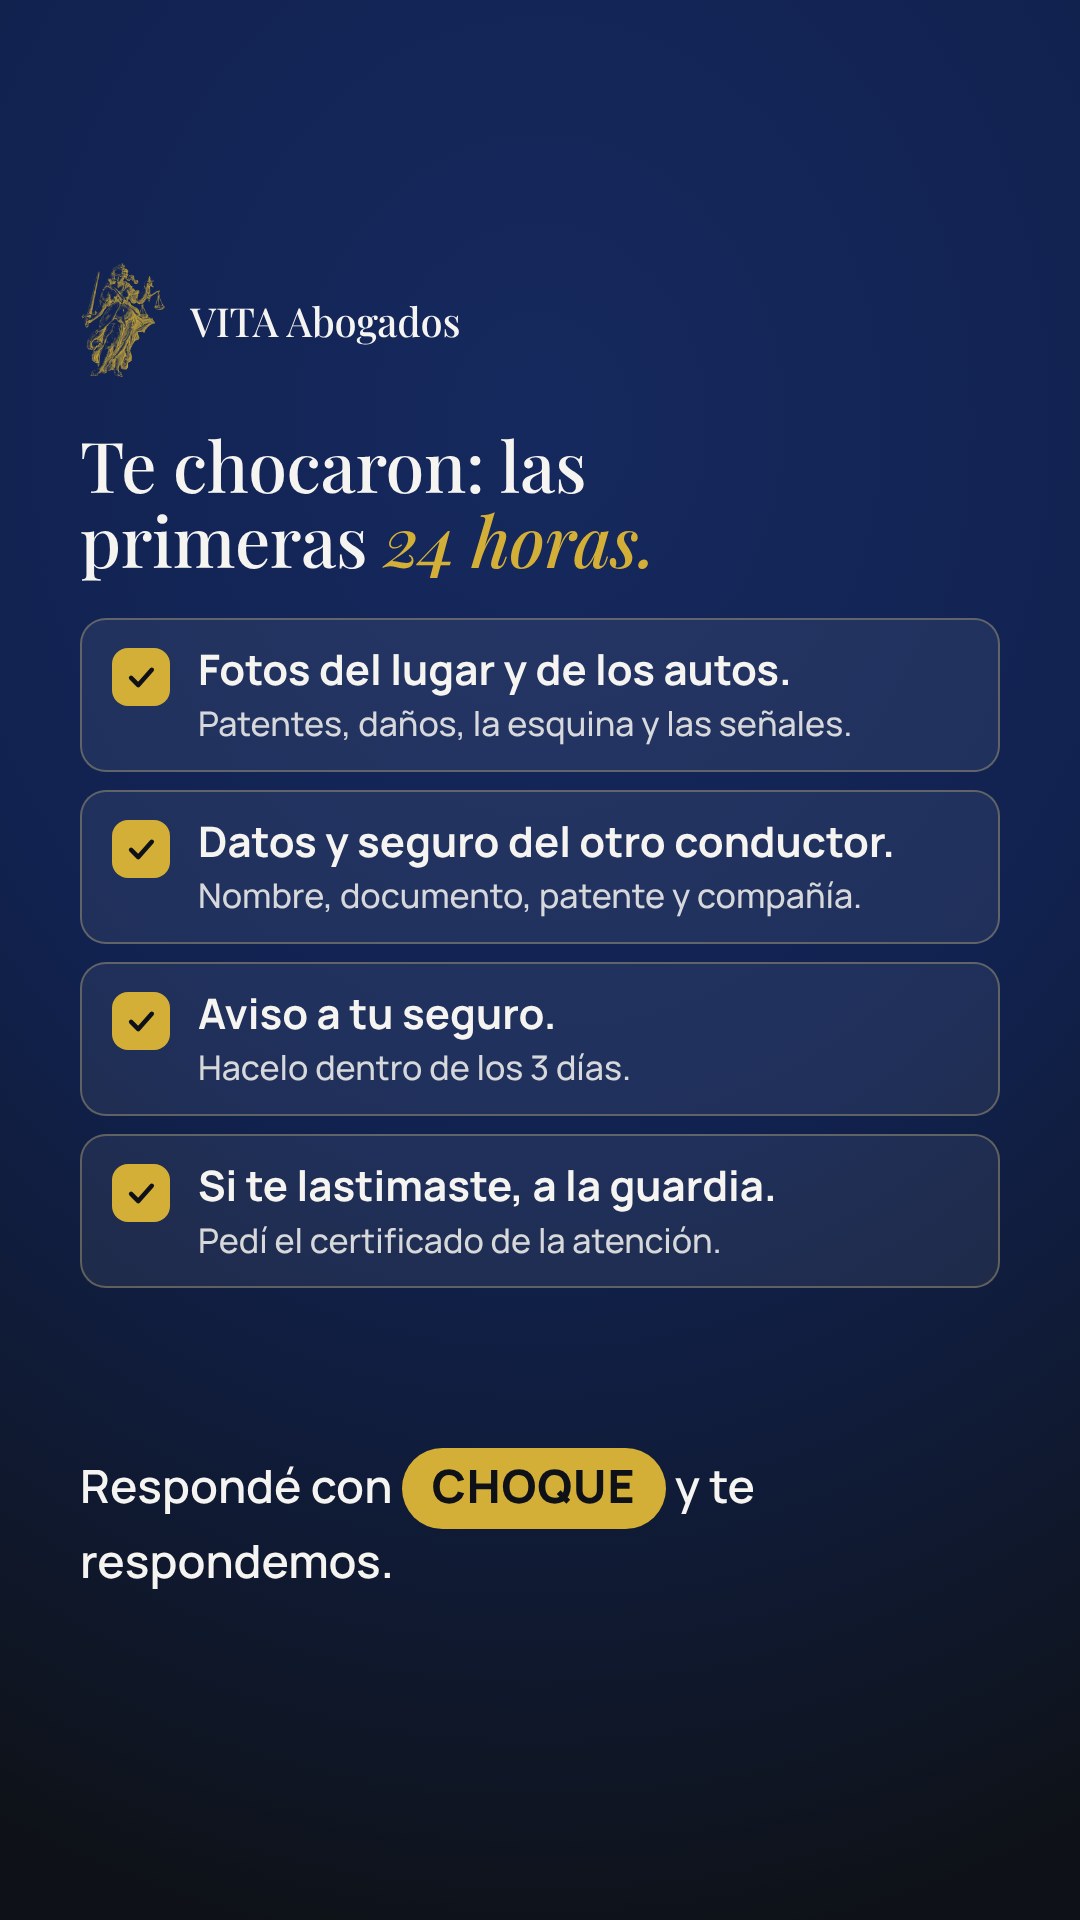 VITA Abogados
Te chocaron: las
primeras 24 horas.
Fotos del lugar y de los autos.
Patentes, daños, la esquina y las señales.
Datos y seguro del otro conductor.
Nombre, documento, patente y compañía.
Aviso a tu seguro.
Hacelo dentro de los 3 días.
Si te lastimaste, a la guardia.
Pedí el certificado de la atención.
Respondé con CHOQUE y te
respondemos.